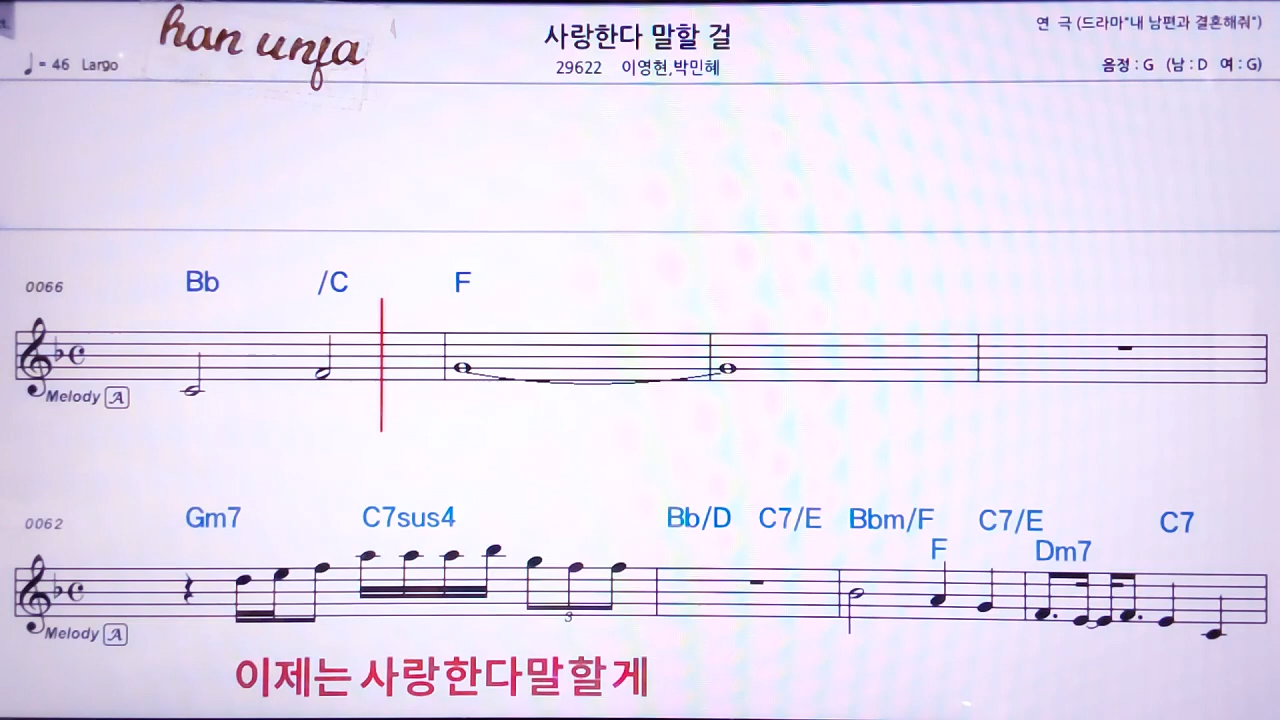 han unfa
사랑한다 말할 걸
연 극 (드라마"내 남편과 결혼해줘")
♩= 46 Largo
29622 이영현,박민혜
음정 : G (남 : D 여 : G)
0066
Bb /C F
Melody A
0062
Gm7 C7sus4 Bb/D C7/E Bbm/F C7/E C7
F Dm7
3
Melody A
이제는 사랑한다말할게